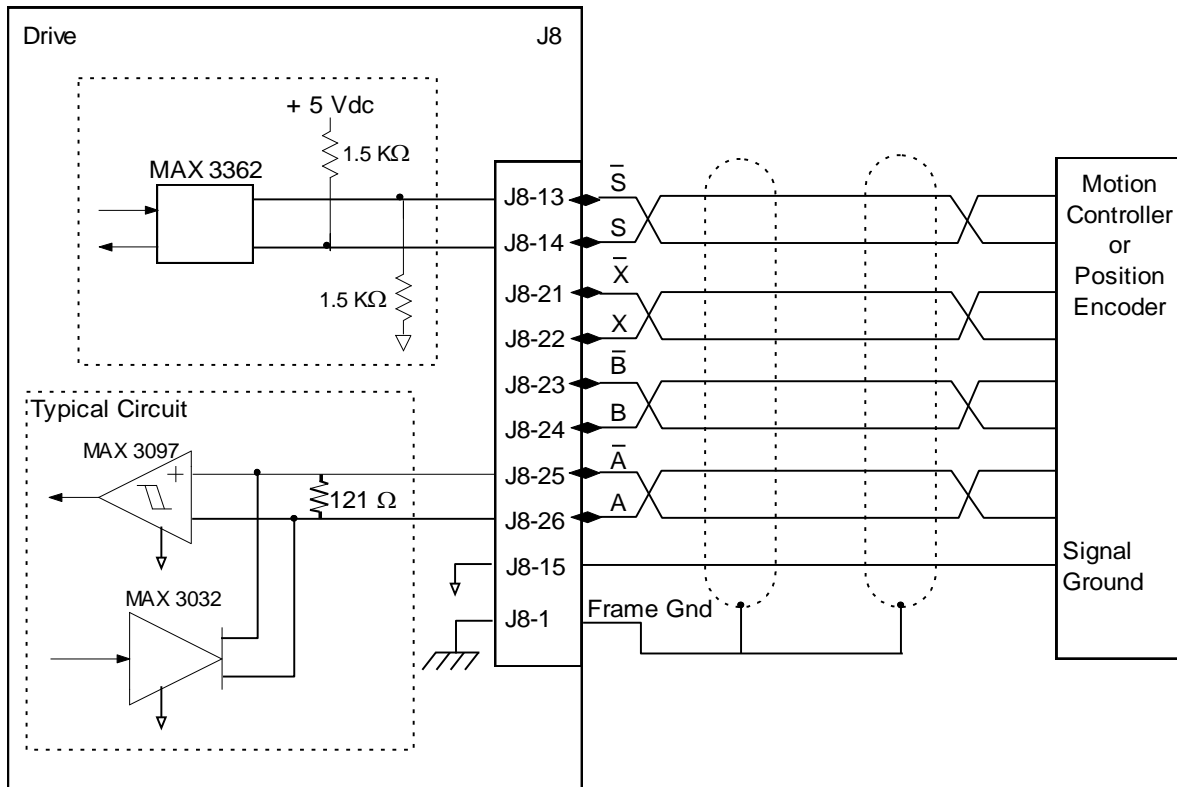 Drive
J8
+ 5 Vdc
1.5 KΩ
MAX 3362
1.5 KΩ
J8-13
J8-14
J8-21
J8-22
J8-23
J8-24
J8-25
J8-26
J8-15
J8-1
S̅
S
X̅
X
B̅
B
A̅
A
Frame Gnd
Motion
Controller
or
Position
Encoder
Signal
Ground
Typical Circuit
MAX 3097
+
121 Ω
MAX 3032